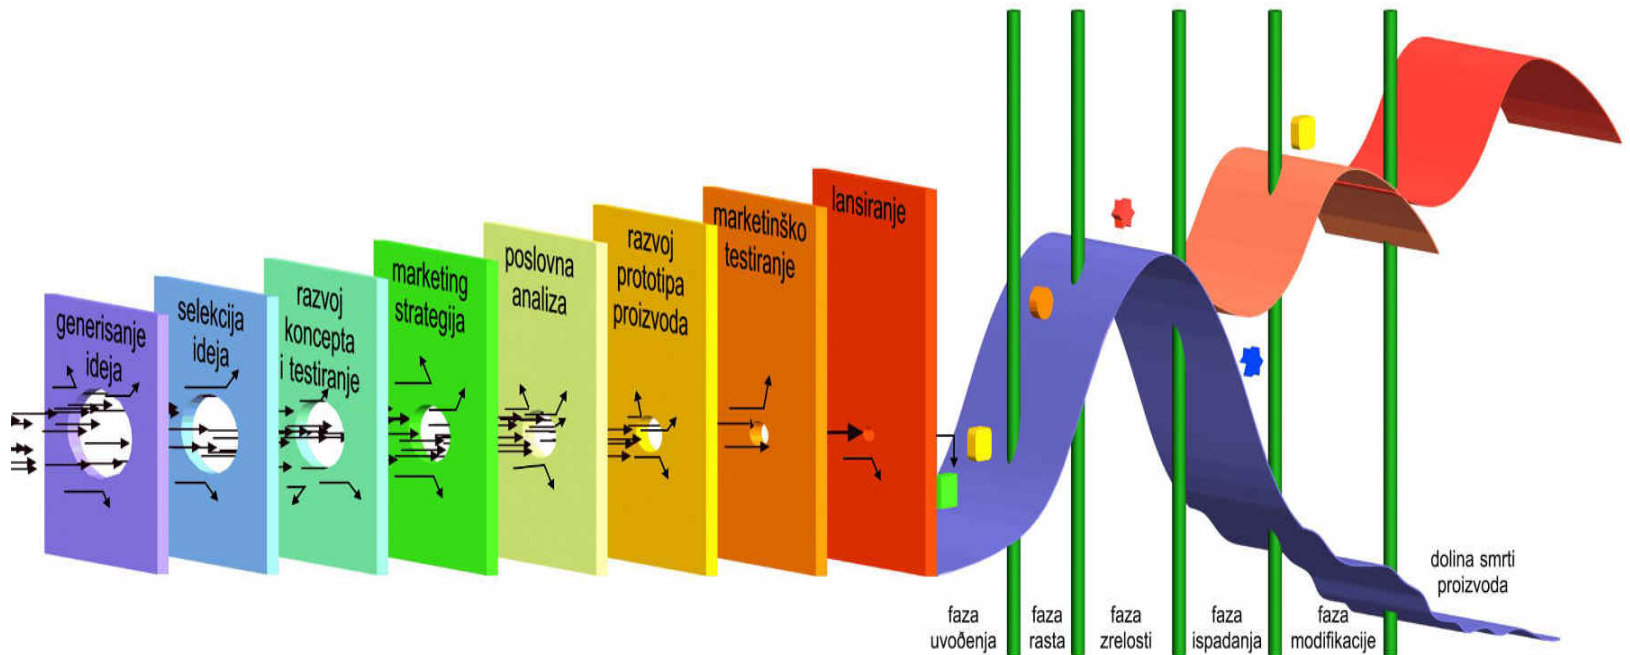 generisanje
ideja
selekcija
ideja
razvoj
koncepta
i testiranje
marketing
strategija
poslovna
analiza
razvoj
prototipa
proizvoda
marketinško
testiranje
lansiranje
faza
uvođenja
faza
rasta
faza
zrelosti
faza
ispadanja
faza
modifikacije
dolina smrti
proizvoda